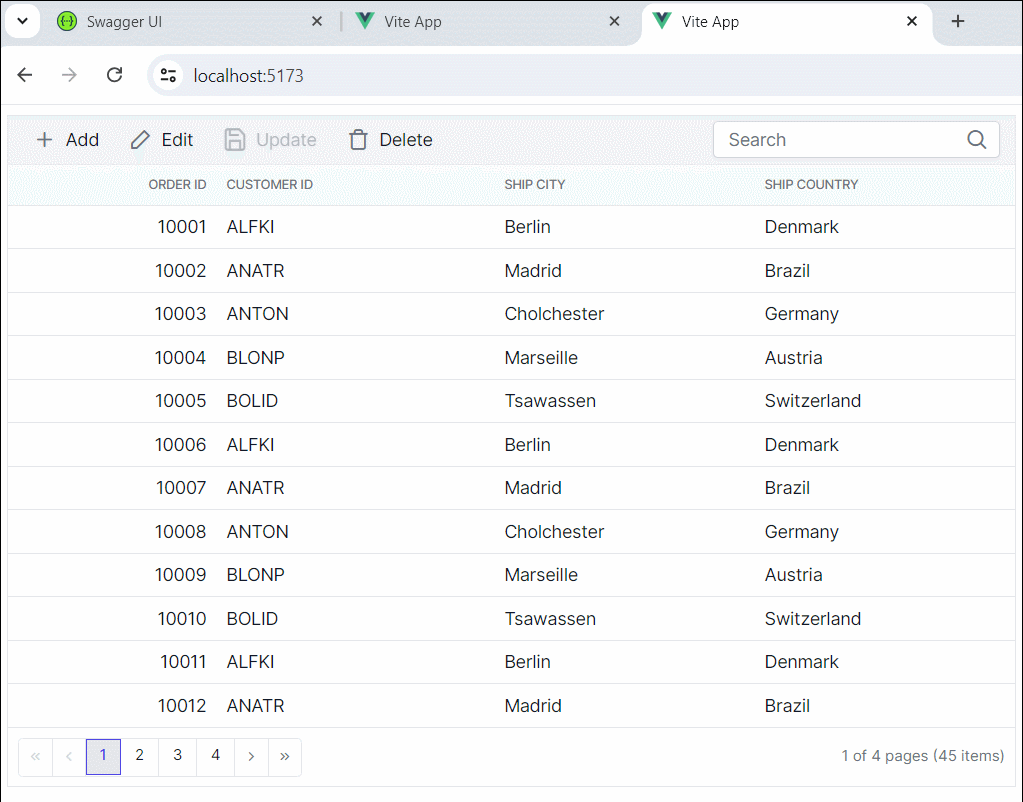 Swagger UI Vite App Vite App
localhost:5173
Add Edit Update Delete Search
ORDER ID CUSTOMER ID SHIP CITY SHIP COUNTRY
10001 ALFKI Berlin Denmark
10002 ANATR Madrid Brazil
10003 ANTON Cholchester Germany
10004 BLONP Marseille Austria
10005 BOLID Tsawassen Switzerland
10006 ALFKI Berlin Denmark
10007 ANATR Madrid Brazil
10008 ANTON Cholchester Germany
10009 BLONP Marseille Austria
10010 BOLID Tsawassen Switzerland
10011 ALFKI Berlin Denmark
10012 ANATR Madrid Brazil
« ‹ 1 2 3 4 › » 1 of 4 pages (45 items)